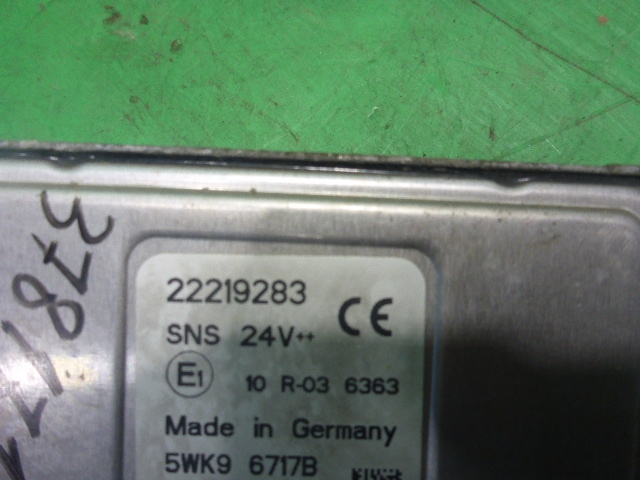 22219283
SNS 24V++
CE
E1
10 R-03 6363
Made in Germany
5WK9 6717B